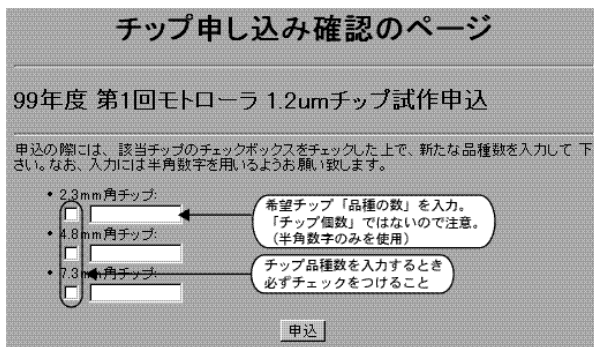 チップ申し込み確認のページ
99年度 第1回モトローラ 1.2umチップ試作申込
申込の際には、該当チップのチェックボックスをチェックした上で、新たな品種数を入力して 下
さい。なお、入力には半角数字を用いるようお願い致します。
• 2.3mm角チップ:
希望チップ「品種の数」を入力。
「チップ個数」ではないので注意。
(半角数字のみを使用)
• 4.8mm角チップ:
• 7.3mm角チップ:
チップ品種数を入力するとき
必ずチェックをつけること
申込